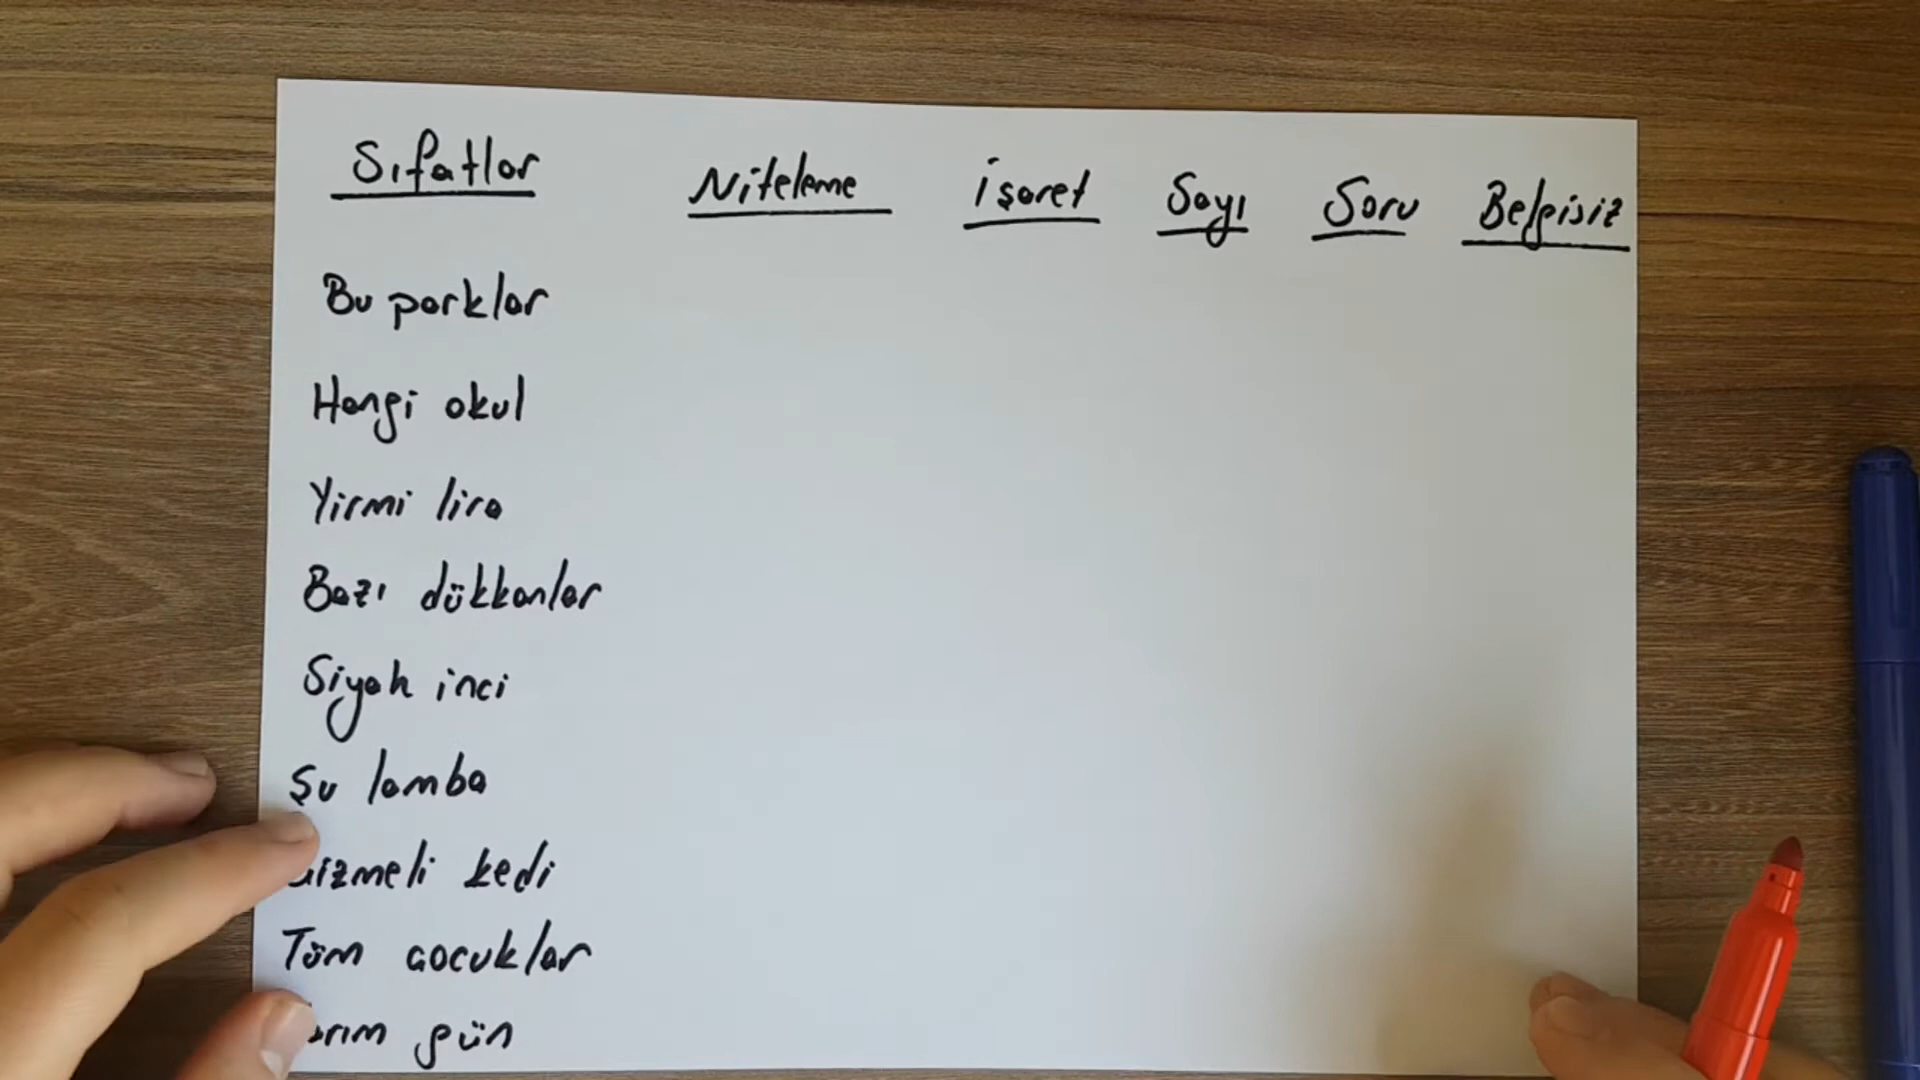 Sıfatlar Niteleme İşaret Sayı Soru Belgisiz
Bu parklar
Hangi okul
Yirmi lira
Bazı dükkanlar
Siyah inci
Şu lamba
kedi
Tüm çocuklar
gün